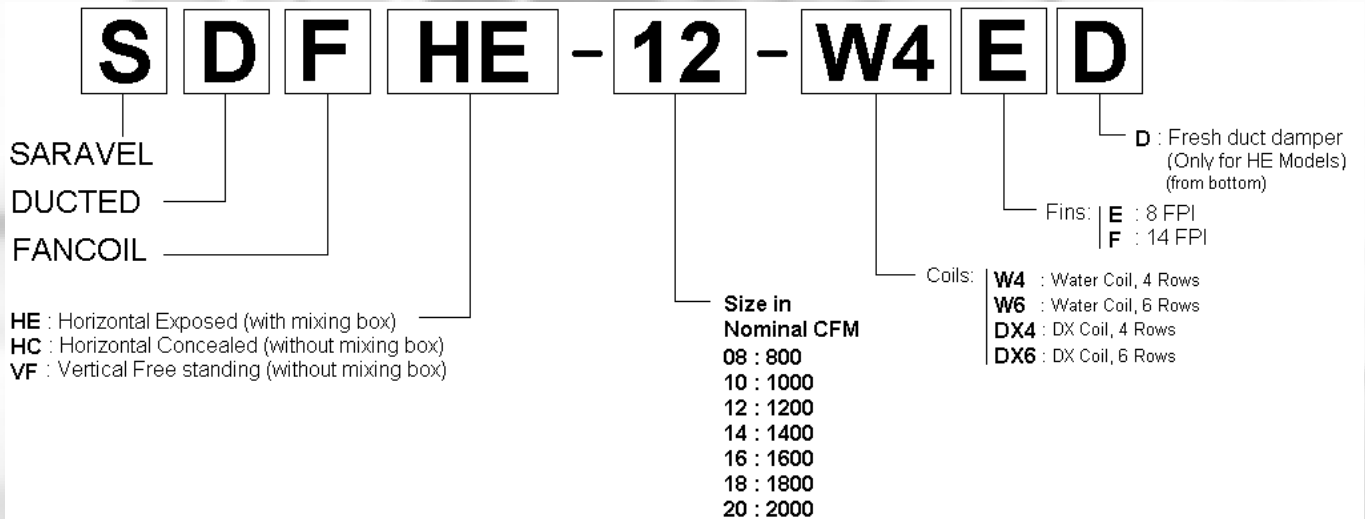 S D F HE - 12 - W4 E D
SARAVEL
DUCTED
FANCOIL
HE : Horizontal Exposed (with mixing box)
HC : Horizontal Concealed (without mixing box)
VF : Vertical Free standing (without mixing box)
Size in
Nominal CFM
08 : 800
10 : 1000
12 : 1200
14 : 1400
16 : 1600
18 : 1800
20 : 2000
Coils: W4 : Water Coil, 4 Rows
W6 : Water Coil, 6 Rows
DX4 : DX Coil, 4 Rows
DX6 : DX Coil, 6 Rows
Fins: E : 8 FPI
F : 14 FPI
D : Fresh duct damper
(Only for HE Models)
(from bottom)